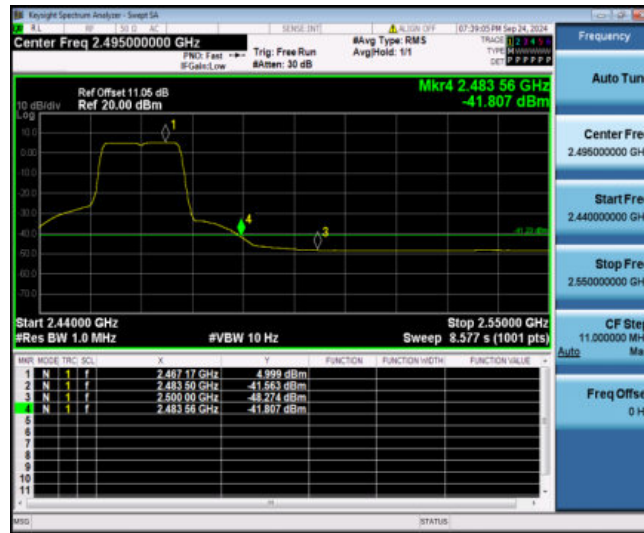 Keysight Spectrum Analyzer - Swept SA
RL RF 50 Ω AC SENSE:INT ALIGN OFF 07:39:05 PM Sep 24, 2024
Center Freq 2.495000000 GHz
PNO: Fast
IFGain:Low
Trig: Free Run
#Atten: 30 dB
#Avg Type: RMS
Avg|Hold: 1/1
TRACE 1 2 3 4 5 6
TYPE M WWWWW
DET P P P P P P
Ref Offset 11.05 dB
Ref 20.00 dBm
10 dB/div
Log
Mkr4 2.483 56 GHz
-41.807 dBm
10.0
0.00
-10.0
-20.0
-30.0
-40.0
-50.0
-60.0
-70.0
1
4
3
Start 2.44000 GHz
#Res BW 1.0 MHz
#VBW 10 Hz
Stop 2.55000 GHz
Sweep 8.577 s (1001 pts)
MKR MODE TRC SCL X Y FUNCTION FUNCTION WIDTH FUNCTION VALUE
1 N 1 f 2.467 17 GHz 4.999 dBm
2 N 1 f 2.483 50 GHz -41.563 dBm
3 N 1 f 2.500 00 GHz -48.274 dBm
4 N 1 f 2.483 56 GHz -41.807 dBm
5
6
7
8
9
10
11
MSG STATUS
Frequency
Auto Tun
Center Fre
2.495000000 GH
Start Fre
2.440000000 GH
Stop Fre
2.550000000 GH
CF Step
11.000000 MH
Auto Ma
Freq Offse
0 H